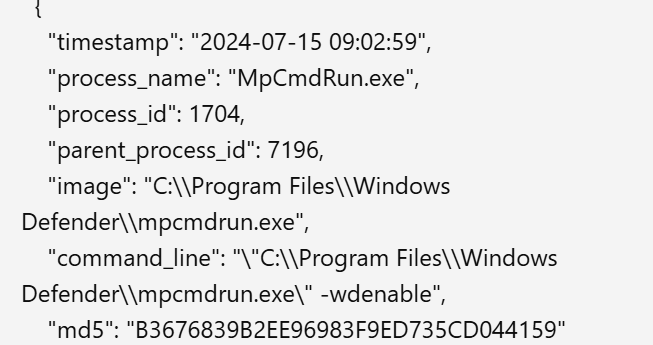 {
"timestamp": "2024-07-15 09:02:59",
"process_name": "MpCmdRun.exe",
"process_id": 1704,
"parent_process_id": 7196,
"image": "C:\\Program Files\\Windows
Defender\\mpcmdrun.exe",
"command_line": "\"C:\\Program Files\\Windows
Defender\\mpcmdrun.exe\" -wdenable",
"md5": "B3676839B2EE96983F9ED735CD044159"